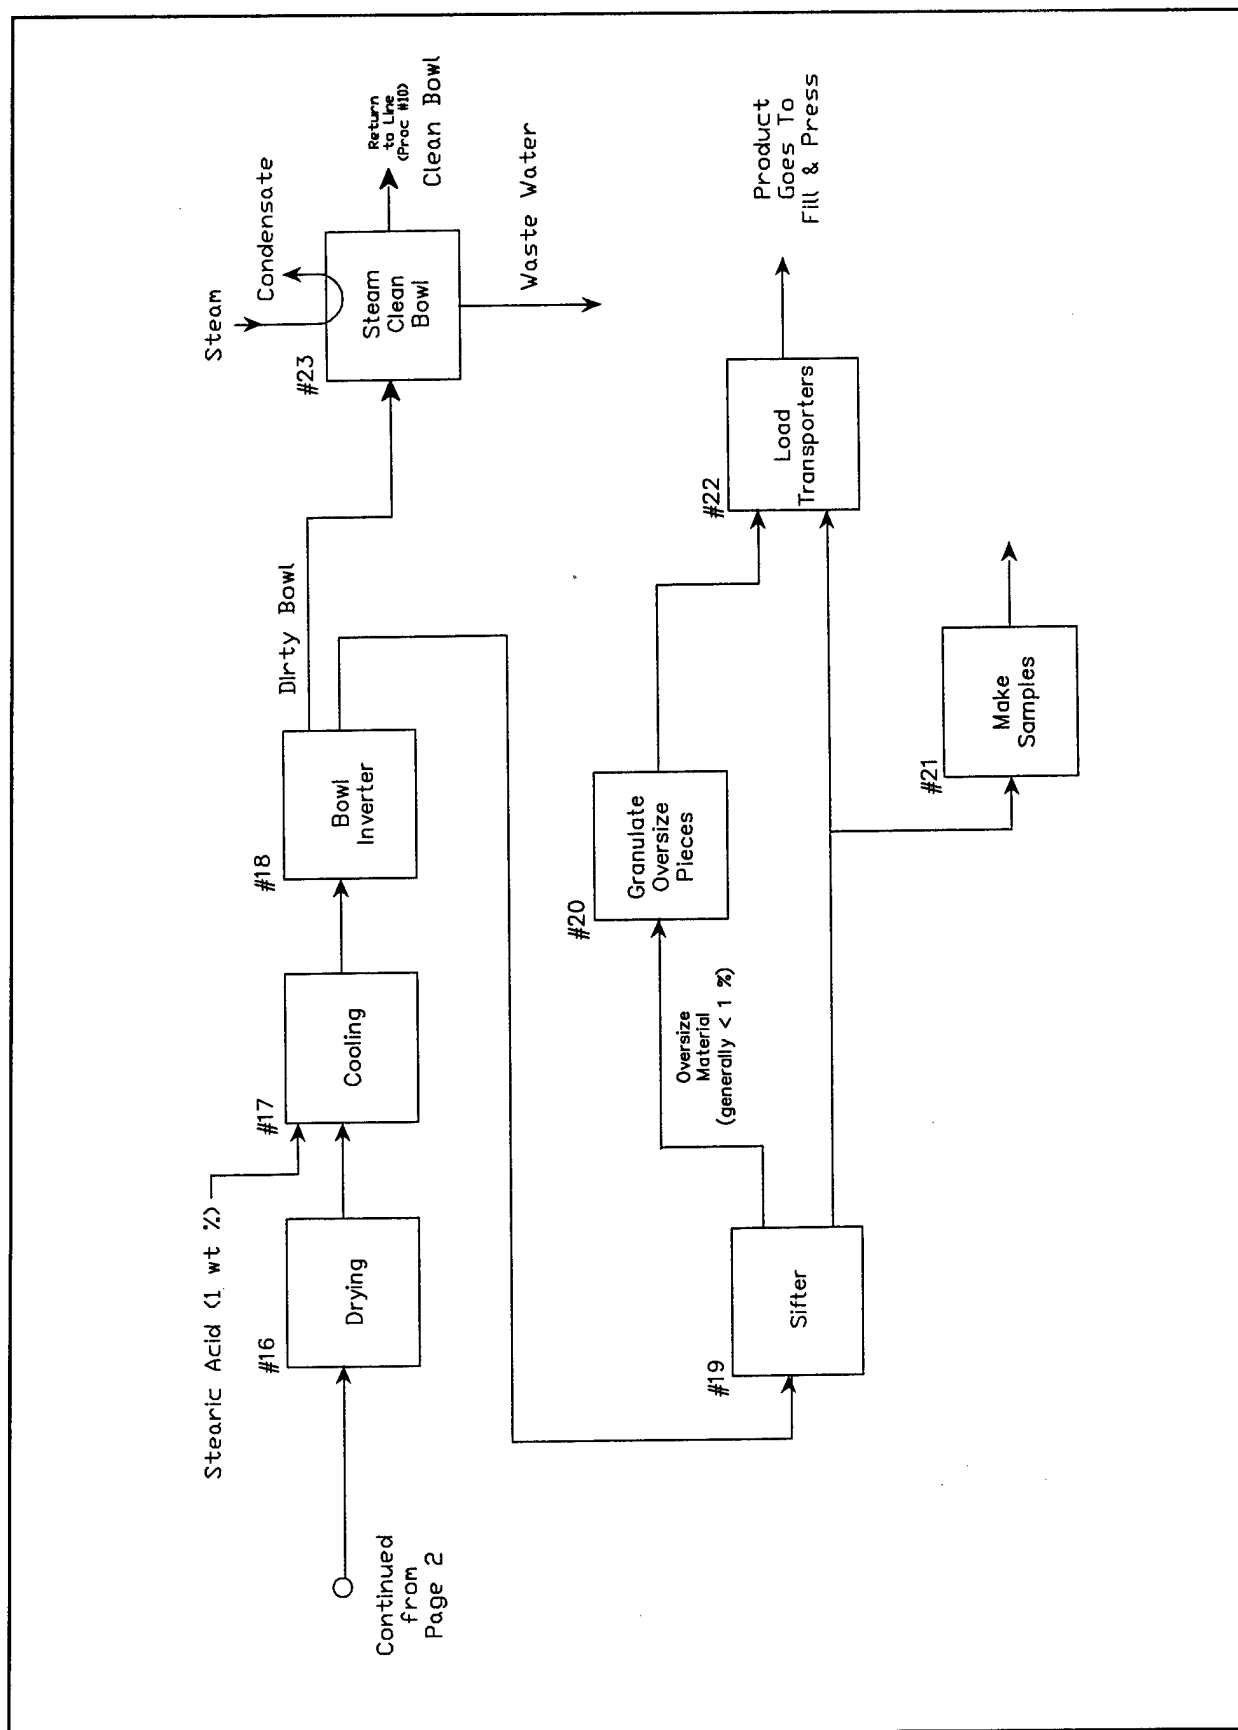 Steam
Condensate
Return
to Line
(Proc #10)
Clean Bowl
#23
Steam
Clean
Bowl
Waste Water
Dirty Bowl
Stearic Acid (1 wt %)
#16
Drying
#17
Cooling
#18
Bowl
Inverter
Continued
from
Page 2
#19
Sifter
Oversize
Material
(generally < 1 %)
#20
Granulate
Oversize
Pieces
#22
Load
Transporters
Product
Goes To
Fill & Press
#21
Make
Samples